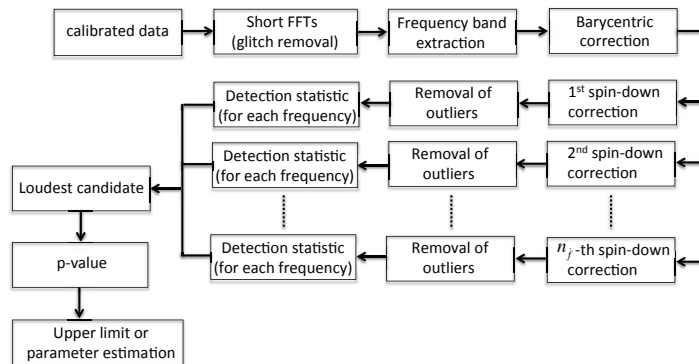 calibrated data
Short FFTs
(glitch removal)
Frequency band
extraction
Barycentric
correction
Detection statistic
(for each frequency)
Removal of
outliers
1st spin-down
correction
Detection statistic
(for each frequency)
Removal of
outliers
2nd spin-down
correction
Loudest candidate
Detection statistic
(for each frequency)
Removal of
outliers
n_j -th spin-down
correction
p-value
Upper limit or
parameter estimation